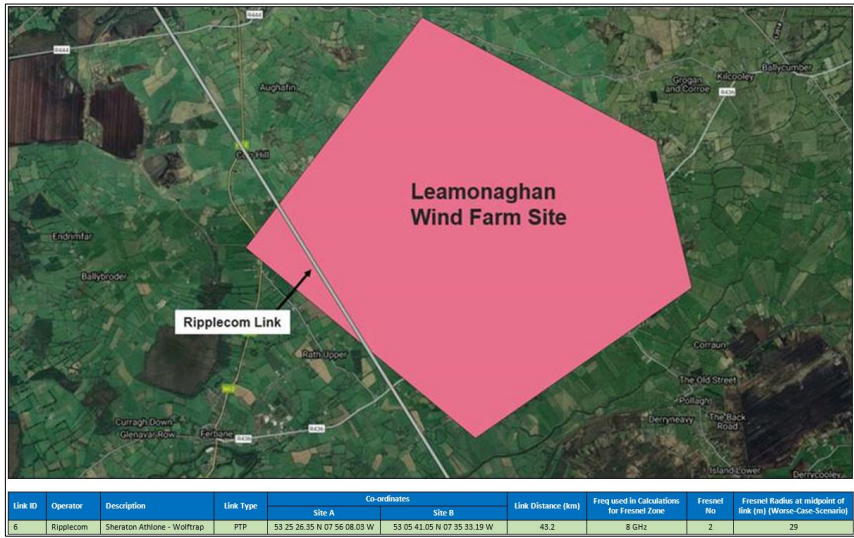 R444
R444
Aughafin
Grogan
and Corroe
Kilcooley
Ballycumber
R436
Corr Hill
Leamonaghan
Wind Farm Site
Endrimfar
Ballybroder
Ripplecom Link
Rath Upper
Corraun
The Old Street
Pollagh
Derryneavy
The Back
Road
N62
R436
Curragh Down
Glenavar Row
Ferbane
R436
Island Lower
Derrycooley
Link ID Operator Description Link Type Co-ordinates Link Distance (km) Freq used in Calculations for Fresnel Zone Fresnel No Fresnel Radius at midpoint of link (m) (Worse-Case-Scenario)
Site A Site B
6 Ripplecom Sheraton Athlone - Wolftrap PTP 53 25 26.35 N 07 56 08.03 W 53 05 41.05 N 07 35 33.19 W 43.2 8 GHz 2 29